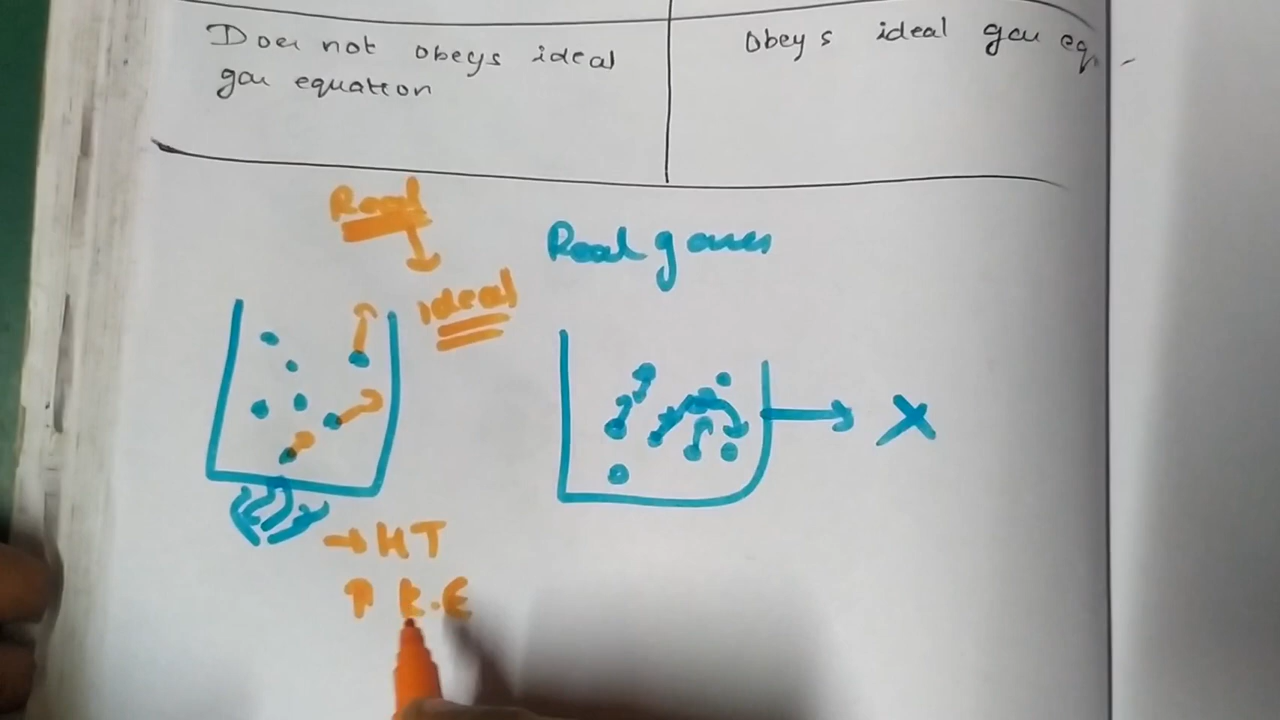 Does not obeys ideal
gas equation
Obeys ideal gas eq.
Real
ideal
Real gases
X
→ HT
↑ K.E